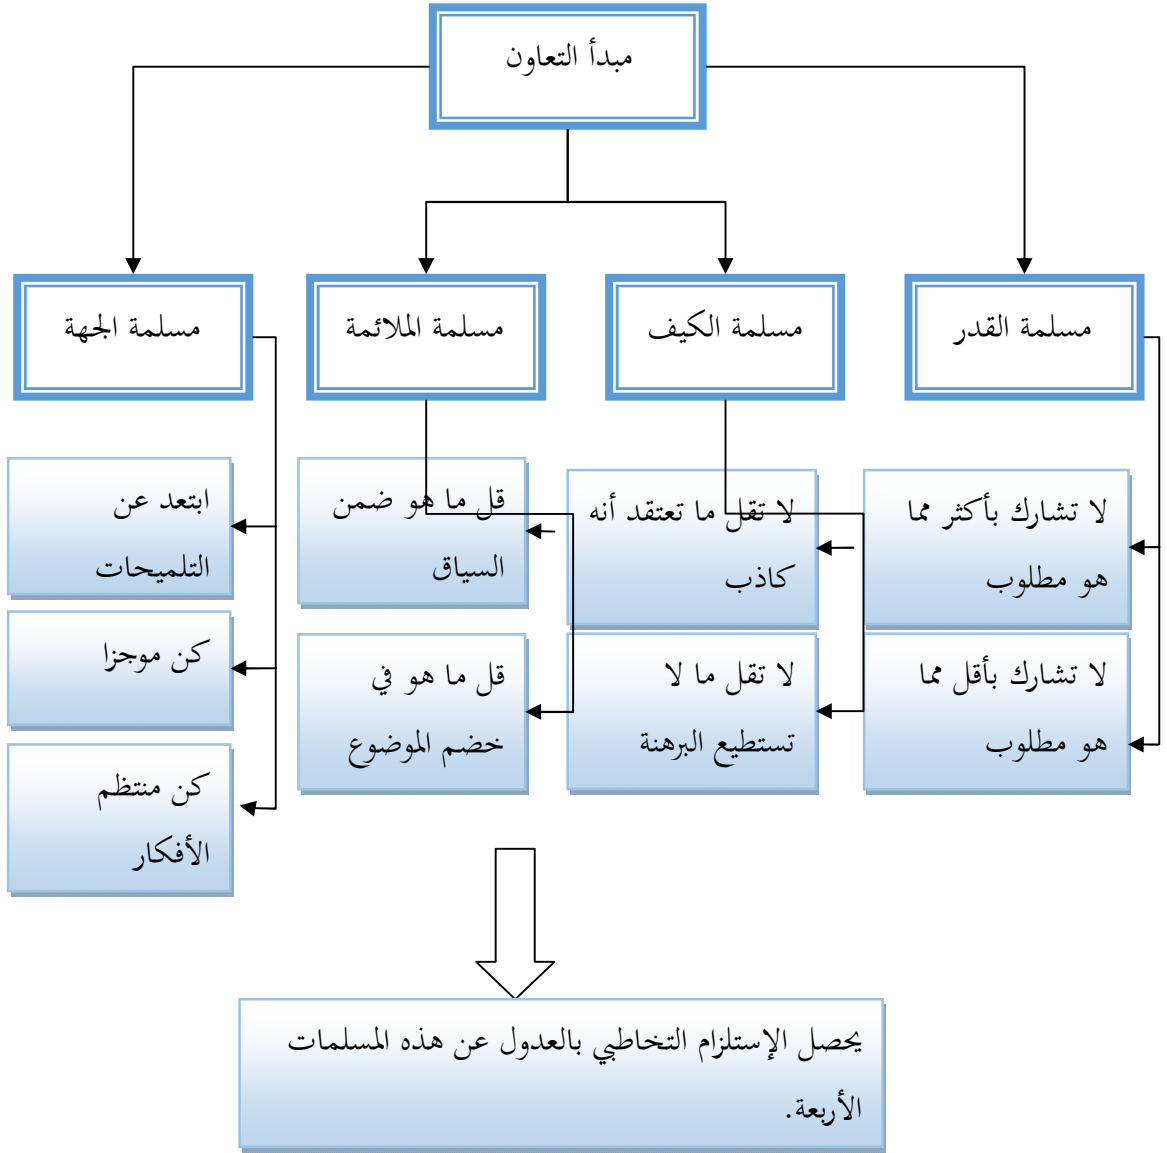 مبدأ التعاون
مسلمة القدر
مسلمة الكيف
مسلمة الملائمة
مسلمة الجهة
لا تشارك بأكثر مما
هو مطلوب
لا تشارك بأقل مما
هو مطلوب
لا تقل ما تعتقد أنه
كاذب
لا تقل ما لا
تستطيع البرهنة
قل ما هو ضمن
السياق
قل ما هو في
خضم الموضوع
ابتعد عن
التلميحات
كن موجزا
كن منتظم
الأفكار
يحصل الإستلزام التخاطبي بالعدول عن هذه المسلمات
الأربعة.